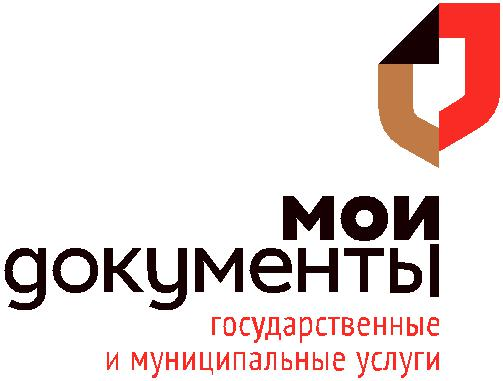 мои
документы
государственные
и муниципальные услуги